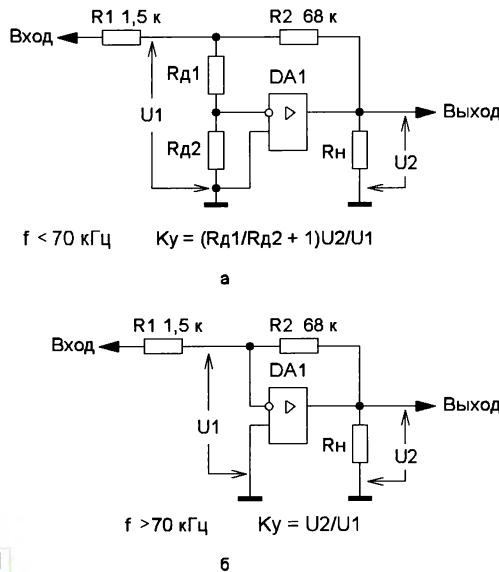 R1 1,5 к R2 68 к
Вход
Rд1 DA1
Выход
U1
Rд2 Rн U2
f < 70 кГц Kу = (Rд1/Rд2 + 1)U2/U1
а
R1 1,5 к R2 68 к
Вход
DA1
Выход
U1 Rн U2
f >70 кГц Kу = U2/U1
б